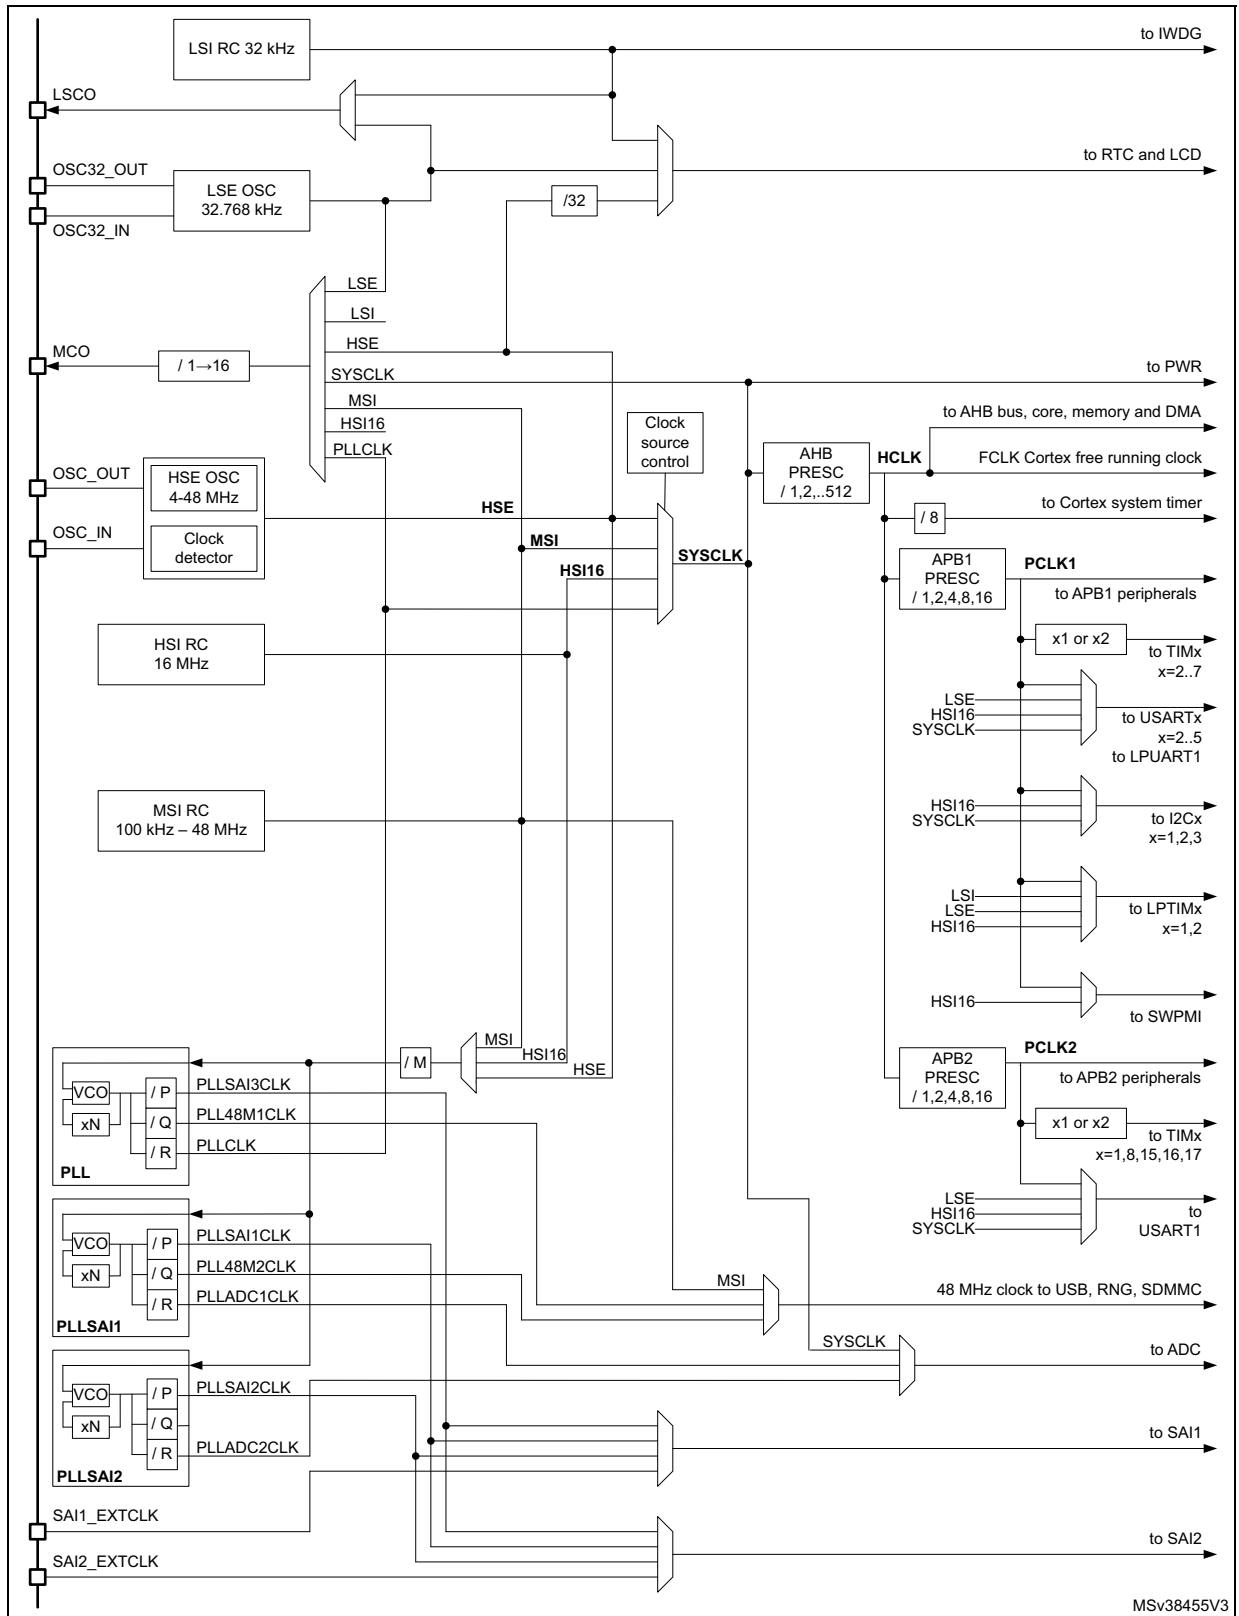 LSI RC 32 kHz
to IWDG
LSCO
OSC32_OUT
to RTC and LCD
LSE OSC
32.768 kHz
/32
OSC32_IN
LSE
LSI
MCO
HSE
/ 1→16
to PWR
SYSCLK
MSI
to AHB bus, core, memory and DMA
HSI16
Clock
source
control
PLLCLK
AHB
PRESC
/ 1,2,..512
HCLK
FCLK Cortex free running clock
OSC_OUT
HSE OSC
4-48 MHz
to Cortex system timer
HSE
/ 8
OSC_IN
Clock
detector
MSI
SYSCLK
APB1
PRESC
/ 1,2,4,8,16
PCLK1
HSI16
to APB1 peripherals
HSI RC
16 MHz
x1 or x2
to TIMx
x=2..7
LSE
HSI16
SYSCLK
to USARTx
x=2..5
to LPUART1
MSI RC
100 kHz – 48 MHz
HSI16
SYSCLK
to I2Cx
x=1,2,3
LSI
LSE
HSI16
to LPTIMx
x=1,2
HSI16
to SWPMI
MSI
HSI16
HSE
/ M
APB2
PRESC
/ 1,2,4,8,16
PCLK2
to APB2 peripherals
VCO
/ P
PLLSAI3CLK
xN
/ Q
PLL48M1CLK
/ R
PLLCLK
PLL
x1 or x2
to TIMx
x=1,8,15,16,17
LSE
HSI16
SYSCLK
to
USART1
VCO
/ P
PLLSAI1CLK
xN
/ Q
PLL48M2CLK
/ R
PLLADC1CLK
PLLSAI1
MSI
48 MHz clock to USB, RNG, SDMMC
SYSCLK
to ADC
VCO
/ P
PLLSAI2CLK
xN
/ Q
/ R
PLLADC2CLK
PLLSAI2
to SAI1
SAI1_EXTCLK
to SAI2
SAI2_EXTCLK
MSv38455V3